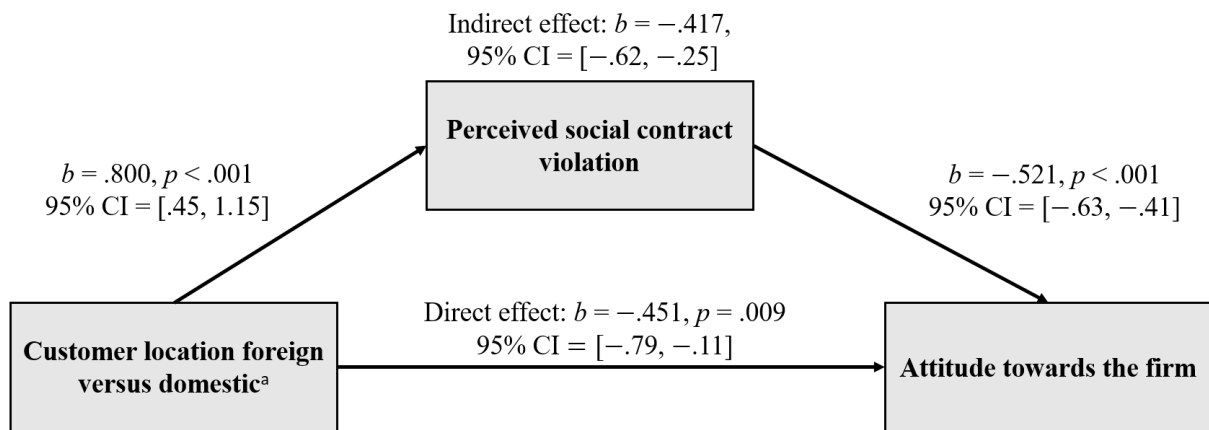 Indirect effect: b = −.417,
95% CI = [−.62, −.25]
Perceived social contract
violation
b = .800, p < .001
95% CI = [.45, 1.15]
b = −.521, p < .001
95% CI = [−.63, −.41]
Direct effect: b = −.451, p = .009
95% CI = [−.79, −.11]
Customer location foreign
versus domesticᵃ
Attitude towards the firm